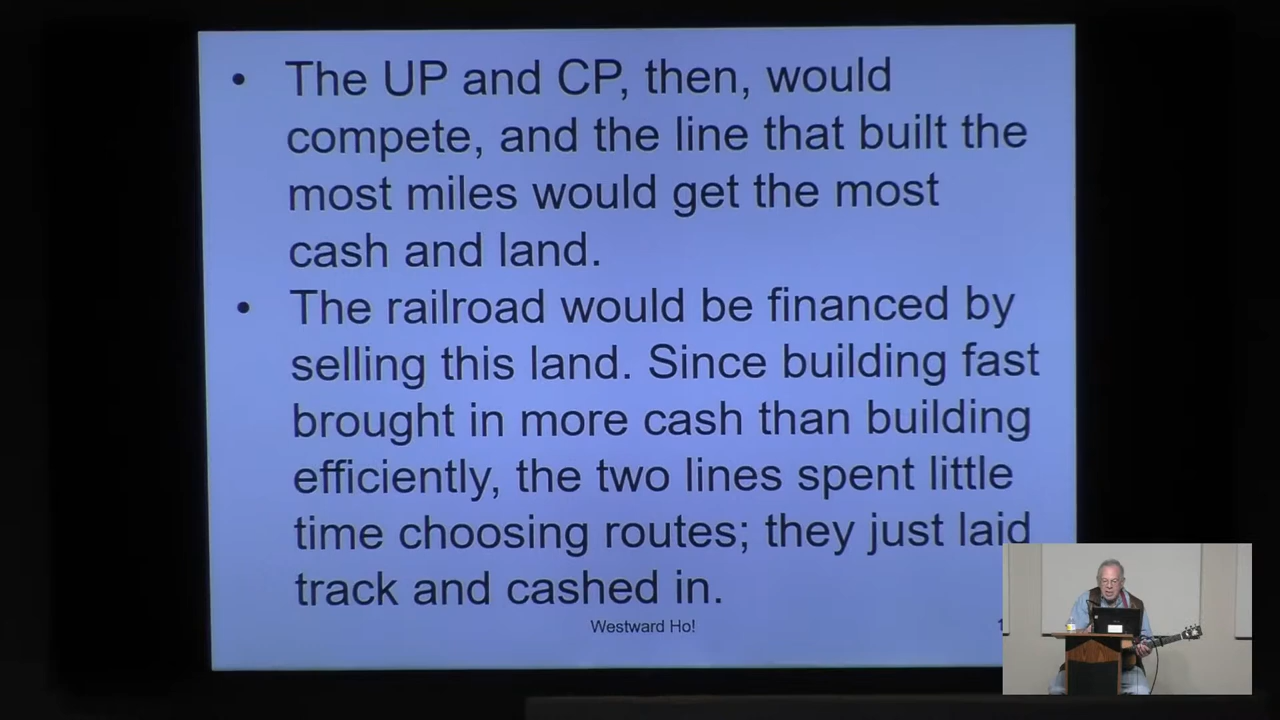 • The UP and CP, then, would
compete, and the line that built the
most miles would get the most
cash and land.
• The railroad would be financed by
selling this land. Since building fast
brought in more cash than building
efficiently, the two lines spent little
time choosing routes; they just laid
track and cashed in.
Westward Ho!